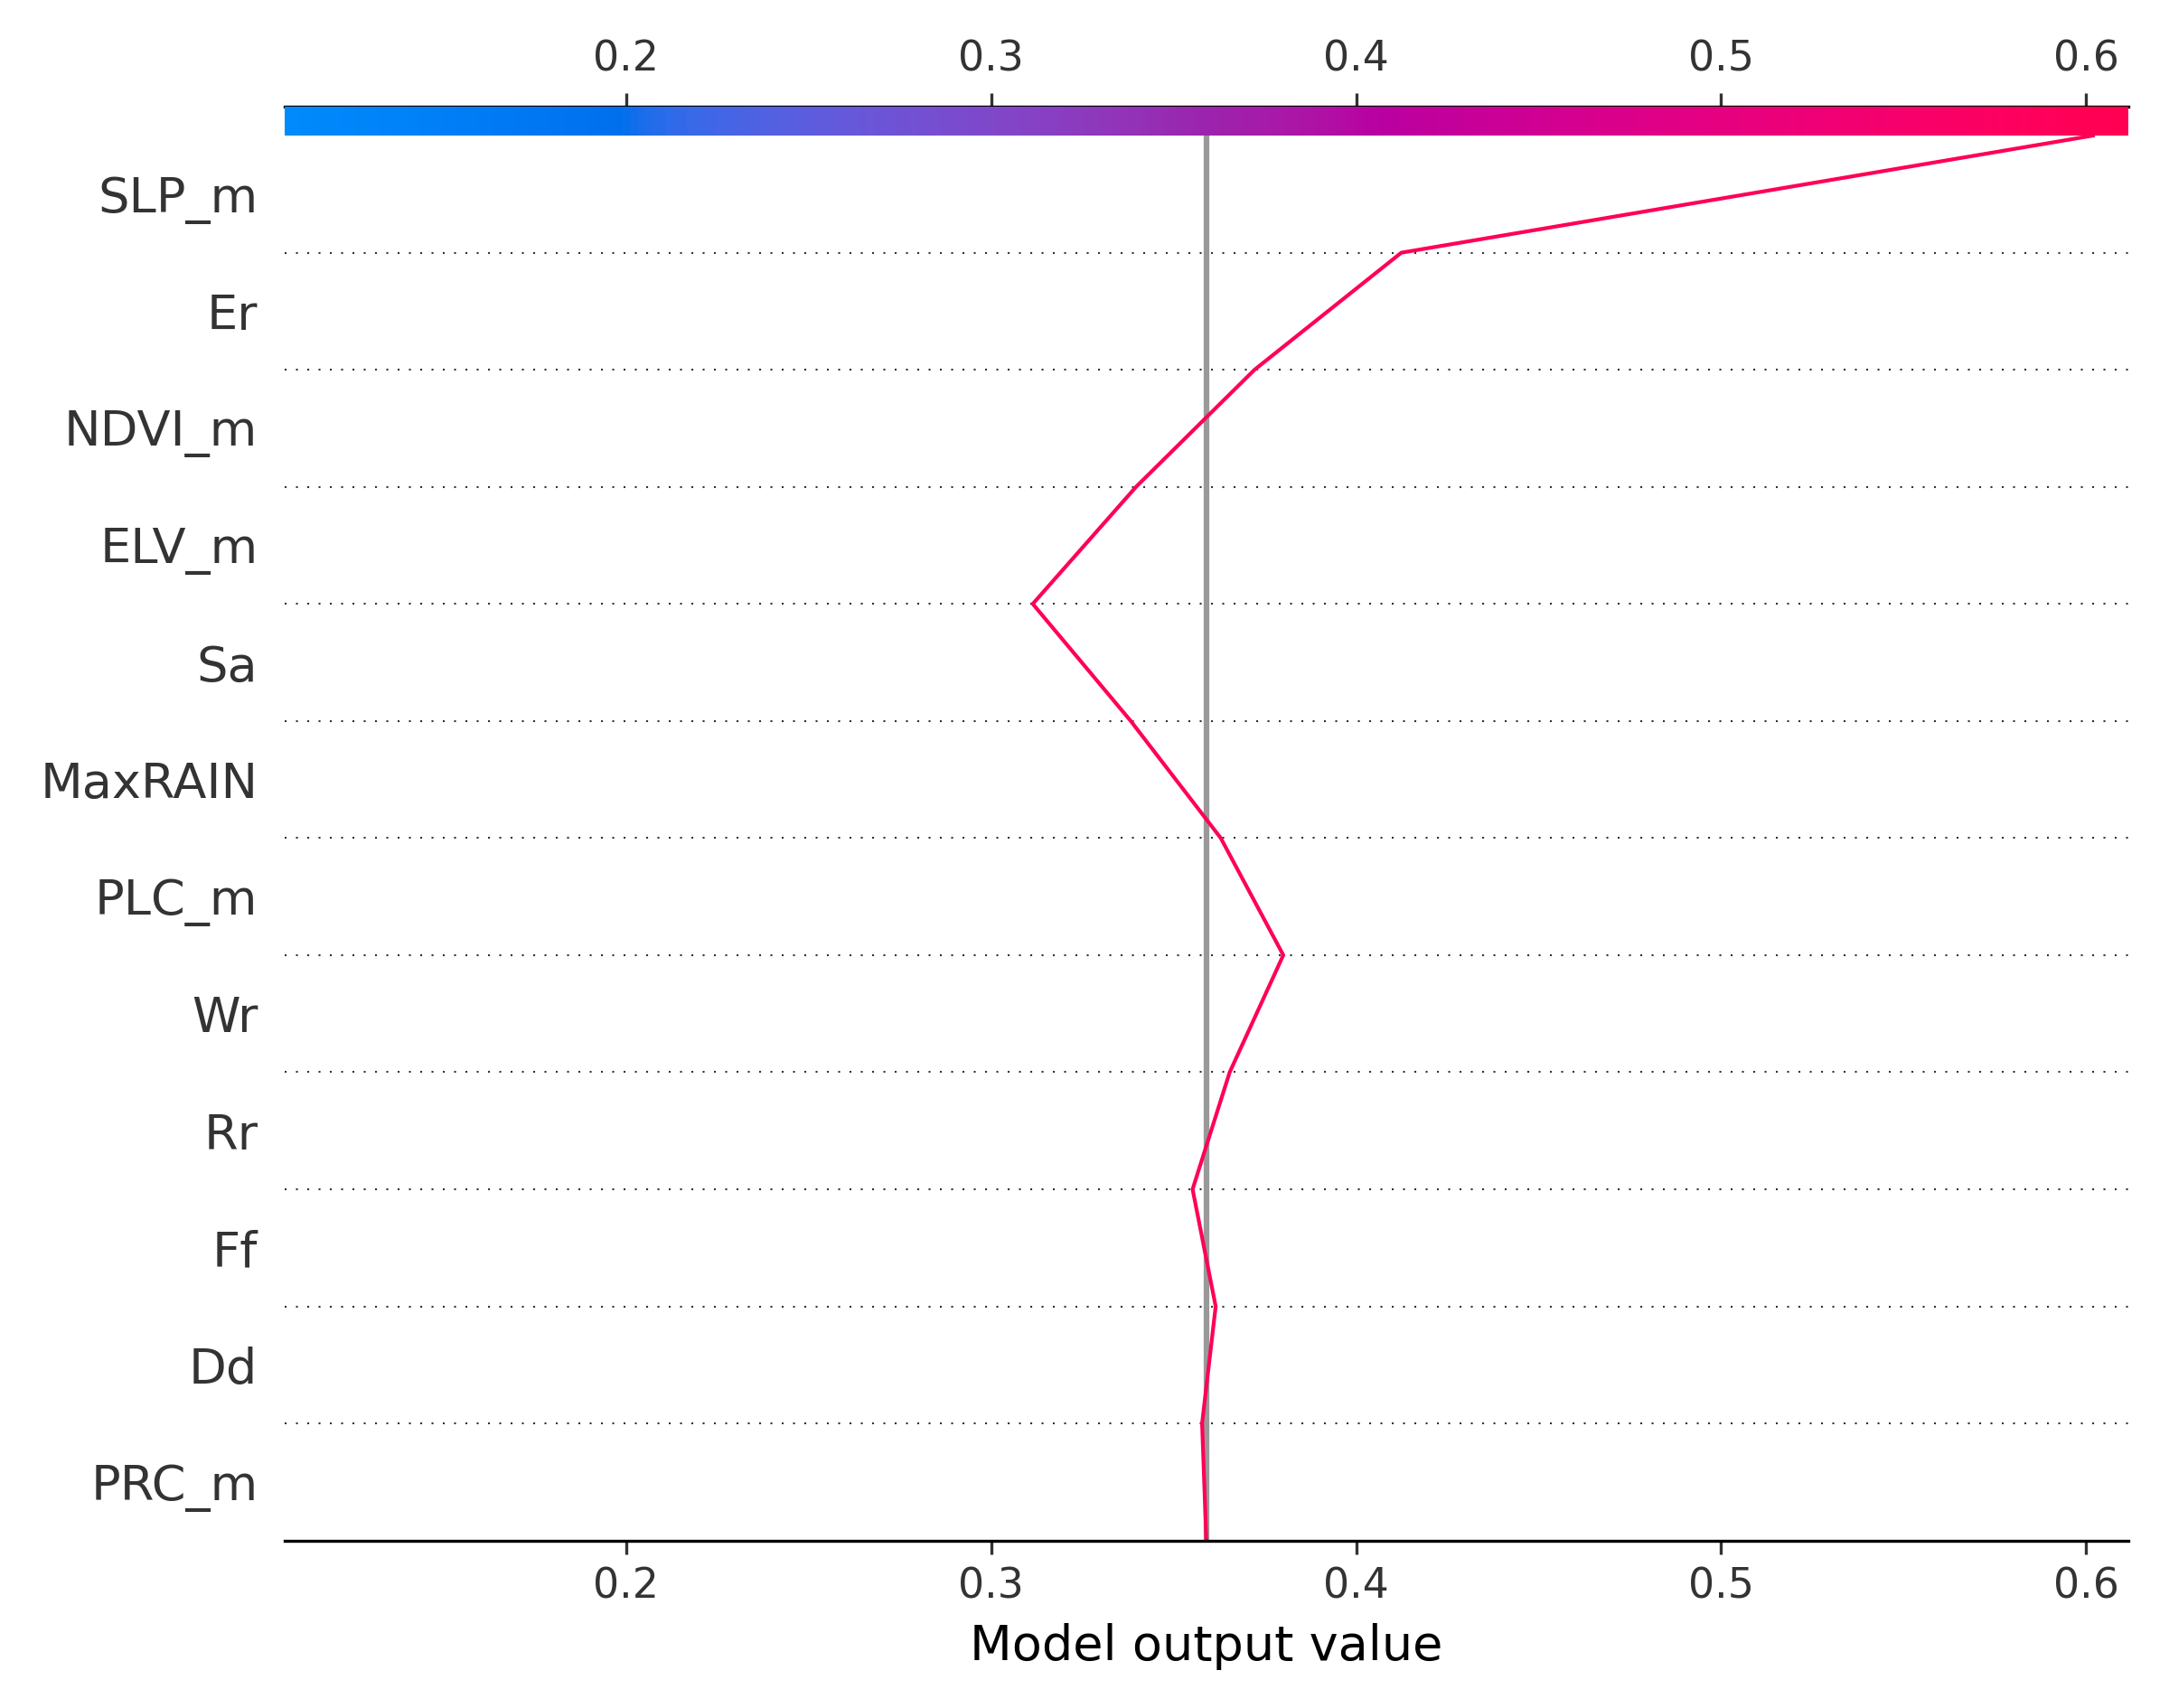 0.2 0.3 0.4 0.5 0.6
SLP_m
Er
NDVI_m
ELV_m
Sa
MaxRAIN
PLC_m
Wr
Rr
Ff
Dd
PRC_m
0.2 0.3 0.4 0.5 0.6
Model output value